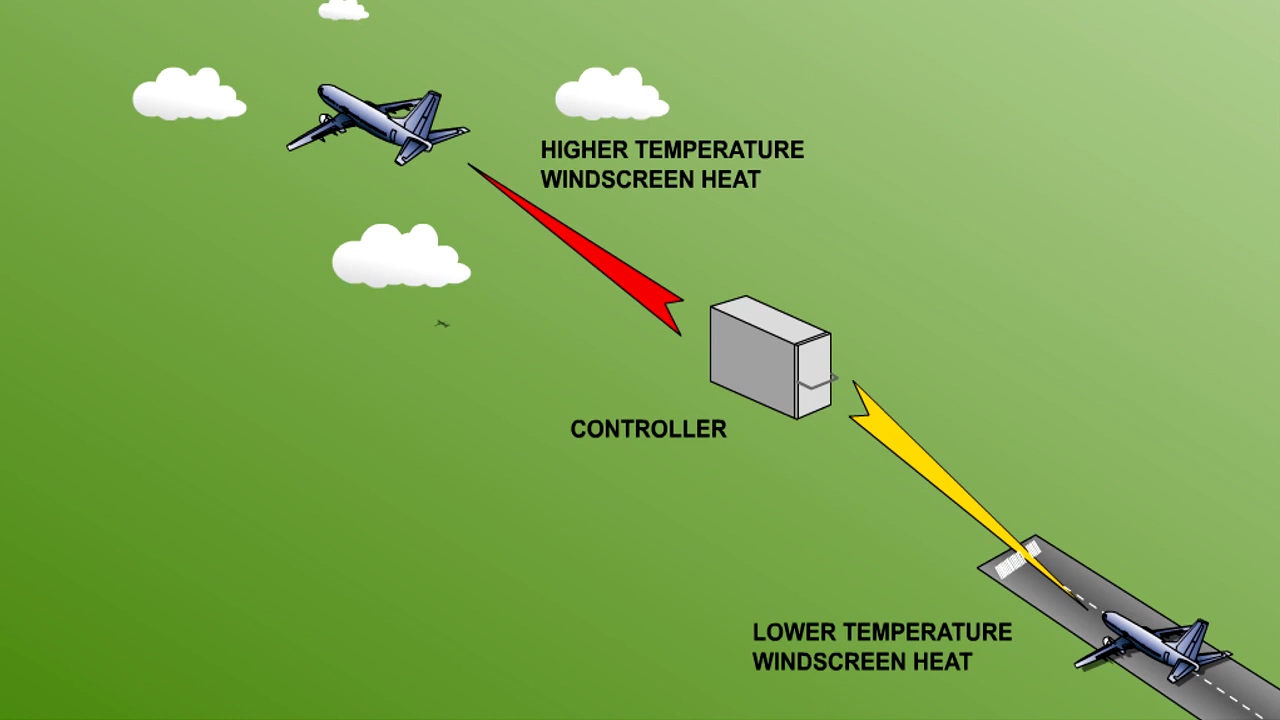 HIGHER TEMPERATURE
WINDSCREEN HEAT
CONTROLLER
LOWER TEMPERATURE
WINDSCREEN HEAT